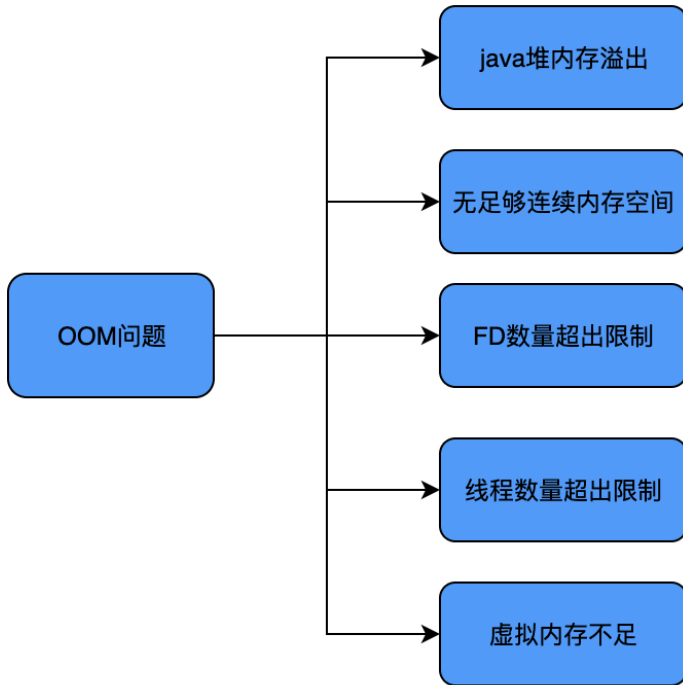 java堆内存溢出
无足够连续内存空间
OOM问题
FD数量超出限制
线程数量超出限制
虚拟内存不足